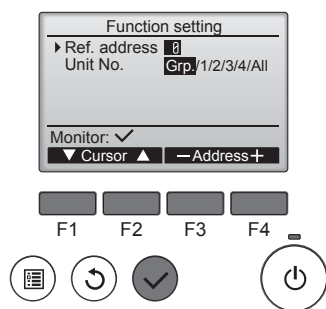 Function setting
Ref. address 0
Unit No. Grp./1/2/3/4/All
Monitor: ✓
▼ Cursor ▲ −Address+
F1 F2 F3 F4